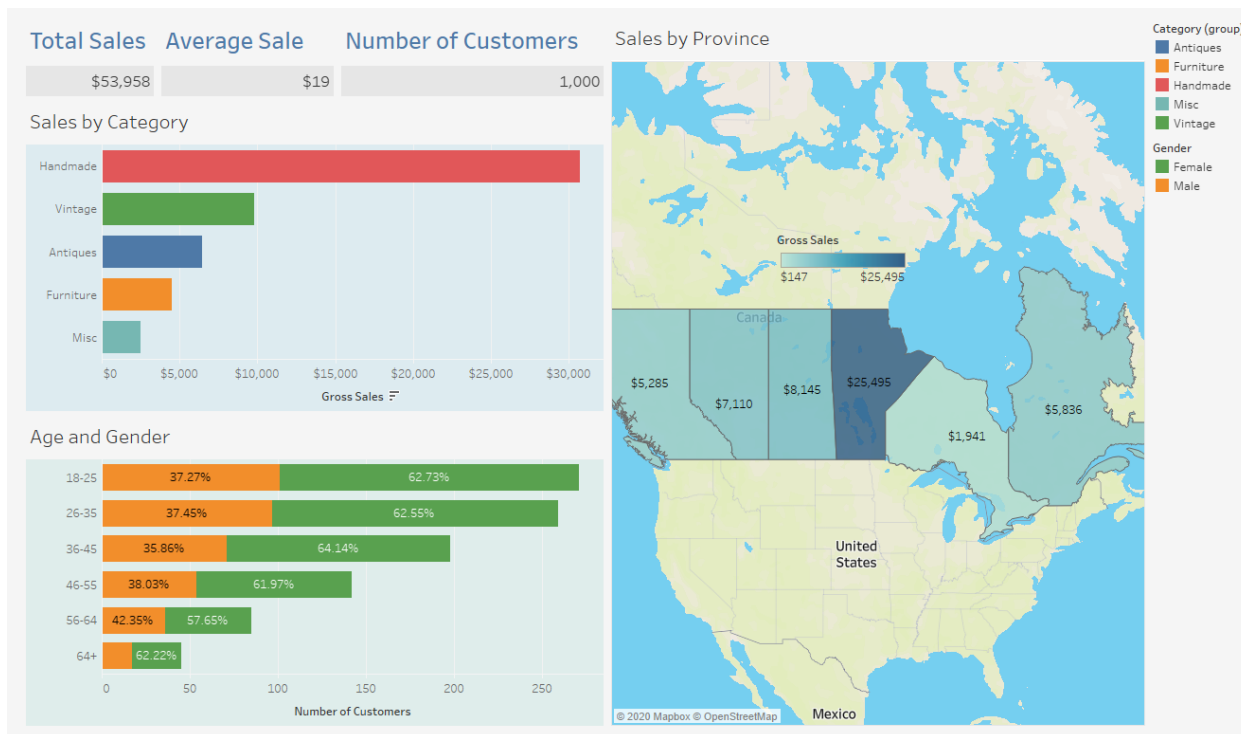 Total Sales
$53,958
Average Sale
$19
Number of Customers
1,000
Sales by Category
Handmade
Vintage
Antiques
Furniture
Misc
$0 $5,000 $10,000 $15,000 $20,000 $25,000 $30,000
Gross Sales
Age and Gender
18-25 37.27% 62.73%
26-35 37.45% 62.55%
36-45 35.86% 64.14%
46-55 38.03% 61.97%
56-64 42.35% 57.65%
64+ 62.22%
0 50 100 150 200 250
Number of Customers
Sales by Province
Gross Sales
$147 $25,495
Canada
$5,285
$7,110
$8,145
$25,495
$1,941
$5,836
United
States
Mexico
© 2020 Mapbox © OpenStreetMap
Category (group)
Antiques
Furniture
Handmade
Misc
Vintage
Gender
Female
Male